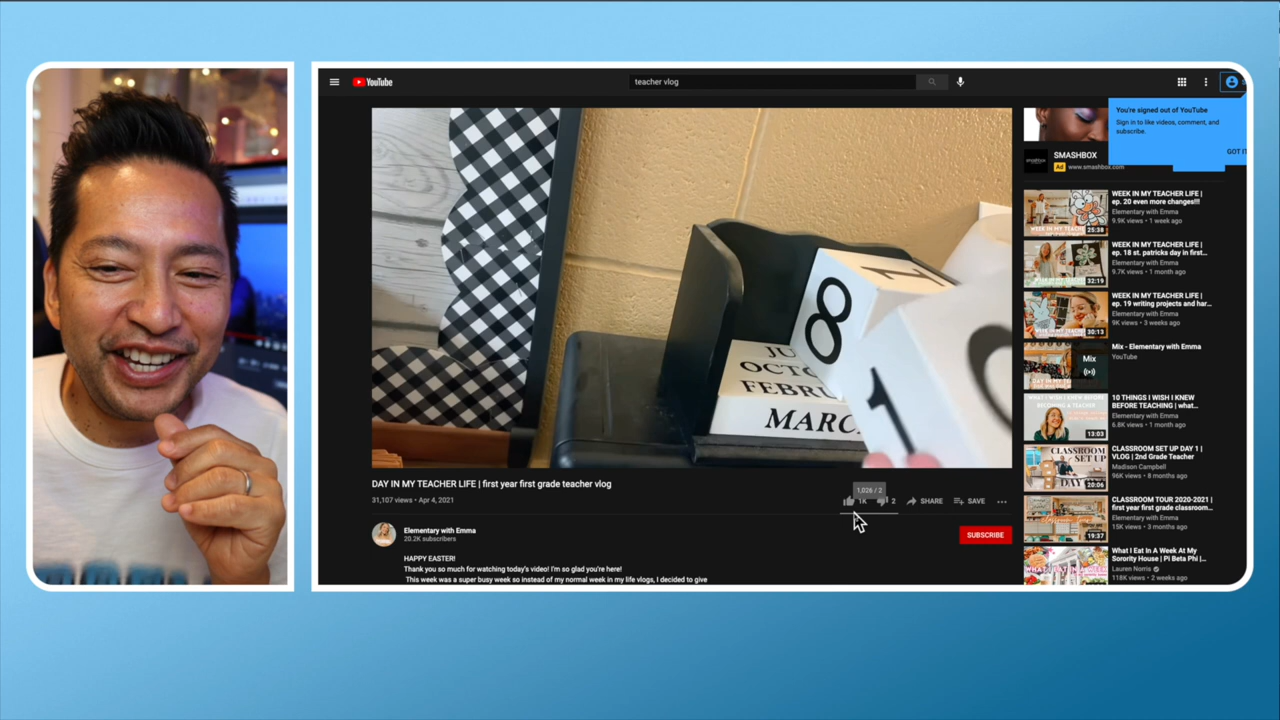 YouTube
teacher vlog
You're signed out of YouTube
Sign in to like videos, comment, and
subscribe.
GOT IT
SMASHBOX
Ad www.smashbox.com
8
1
OCTO
FEBRU
MARC
1
DAY IN MY TEACHER LIFE | first year first grade teacher vlog
31,107 views • Apr 4, 2021
1,026 / 2
1K
2
SHARE
SAVE
Elementary with Emma
20.2K subscribers
SUBSCRIBE
HAPPY EASTER!
Thank you so much for watching today's video! I'm so glad you're here!
This week was a super busy week so instead of my normal week in my life vlogs, I decided to give
WEEK IN MY TEACHER LIFE |
ep. 20 even more changes!!!
Elementary with Emma
9.9K views • 1 week ago
25:38
WEEK IN MY TEACHER LIFE |
ep. 18 st. patricks day in first...
Elementary with Emma
9.7K views • 1 month ago
32:19
WEEK IN MY TEACHER LIFE |
ep. 19 writing projects and har...
Elementary with Emma
9K views • 3 weeks ago
30:13
Mix - Elementary with Emma
YouTube
Mix
10 THINGS I WISH I KNEW
BEFORE TEACHING | what...
Elementary with Emma
6.8K views • 1 month ago
13:03
CLASSROOM SET UP DAY 1 |
VLOG | 2nd Grade Teacher
Madison Campbell
96K views • 8 months ago
CLASSROOM
SET UP
DAY
20:06
CLASSROOM TOUR 2020-2021 |
first year first grade classroom...
Elementary with Emma
15K views • 3 months ago
19:37
What I Eat In A Week At My
Sorority House | Pi Beta Phi |...
Lauren Norris
118K views • 2 weeks ago